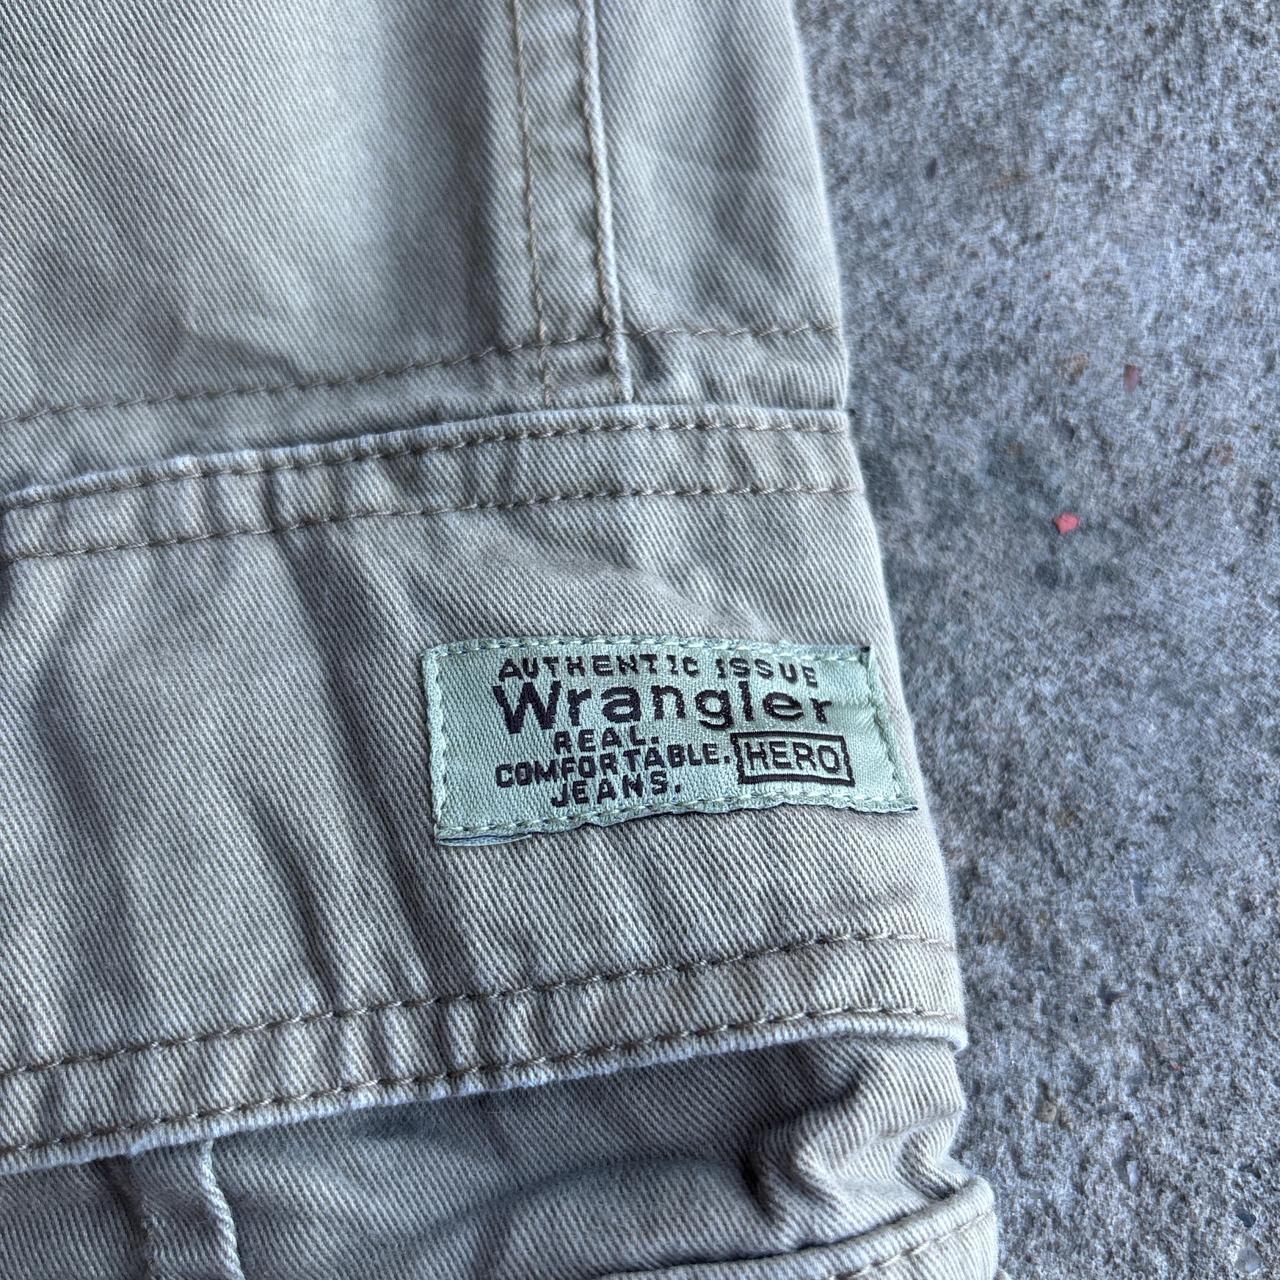 AUTHENTIC ISSUE
Wrangler
REAL.
COMFORTABLE. HERO
JEANS.